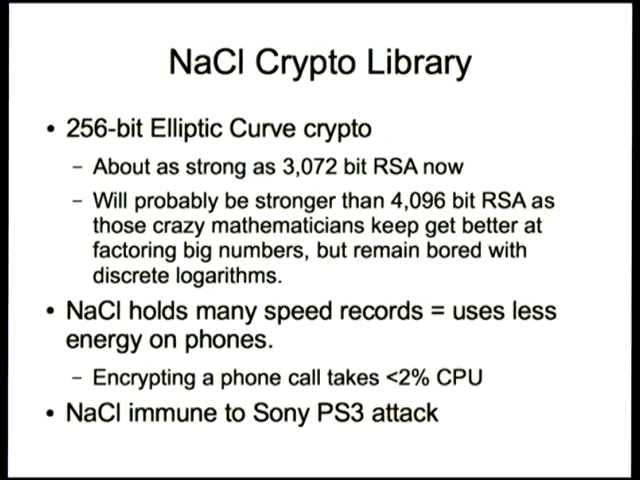 NaCl Crypto Library
• 256-bit Elliptic Curve crypto
– About as strong as 3,072 bit RSA now
– Will probably be stronger than 4,096 bit RSA as
those crazy mathematicians keep get better at
factoring big numbers, but remain bored with
discrete logarithms.
• NaCl holds many speed records = uses less
energy on phones.
– Encrypting a phone call takes <2% CPU
• NaCl immune to Sony PS3 attack